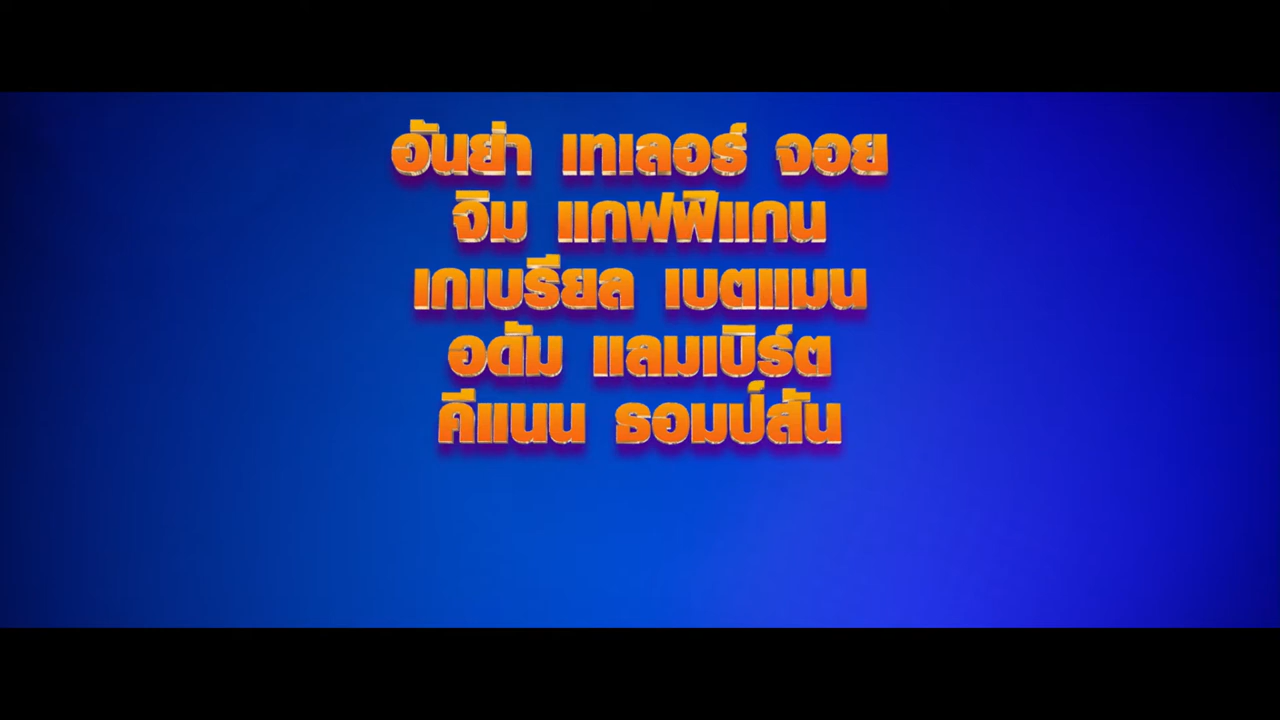 อันย่า เทเลอร์ จอย
จิม แกฟฟิแกน
เกเบรียล เบตแมน
อดัม แลมเบิร์ต
คีแนน ธอมป์สัน